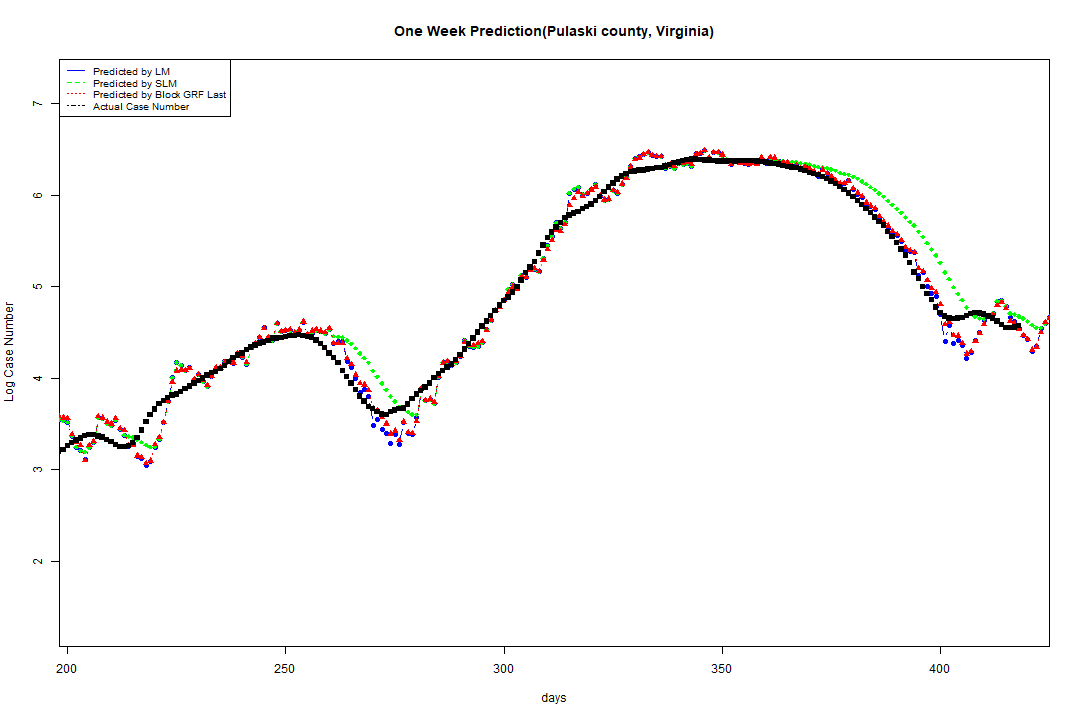 One Week Prediction(Pulaski county, Virginia)
Predicted by LM
Predicted by SLM
Predicted by Block GRF Last
Actual Case Number
7
6
5
4
3
2
Log Case Number
200
250
300
350
400
days